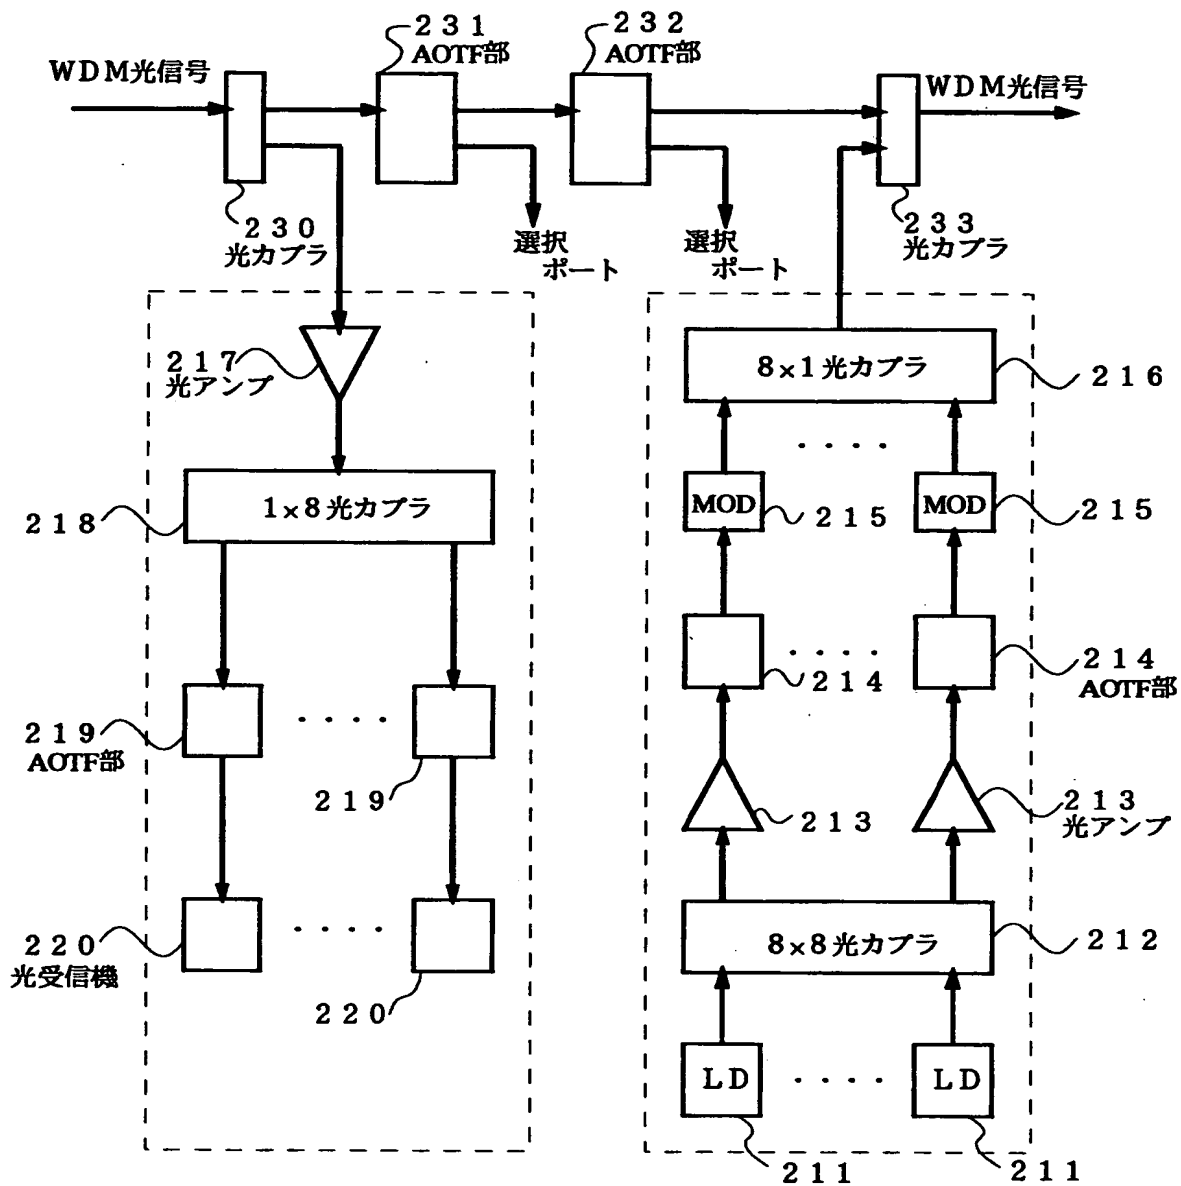 ２３１
AOTF部
２３２
AOTF部
ＷＤＭ光信号
ＷＤＭ光信号
２３０
光カプラ
選択
ポート
選択
ポート
２３３
光カプラ
２１７
光アンプ
8×1光カプラ
２１６
1×8光カプラ
２１８
MOD
２１５
MOD
２１５
２１４
２１４
AOTF部
２１９
AOTF部
２１９
２１３
２１３
光アンプ
２２０
光受信機
２２０
8×8光カプラ
２１２
ＬＤ
ＬＤ
２１１
２１１